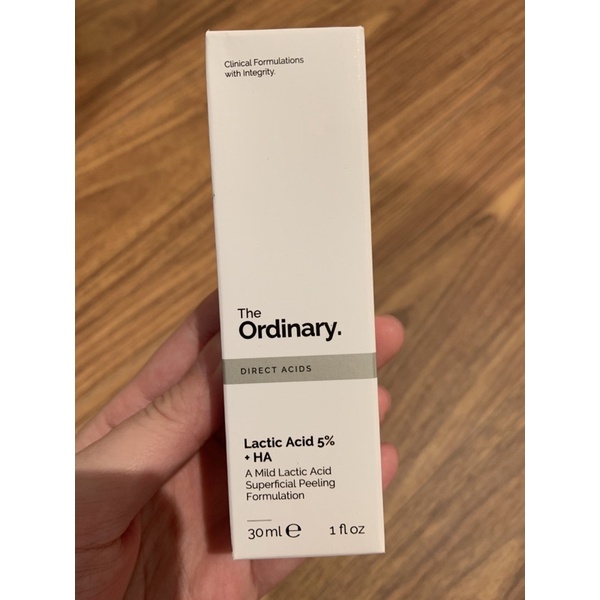 Clinical Formulations
with Integrity.
The
Ordinary.
DIRECT ACIDS
Lactic Acid 5%
+ HA
A Mild Lactic Acid
Superficial Peeling
Formulation
30ml ℮ 1 fl oz